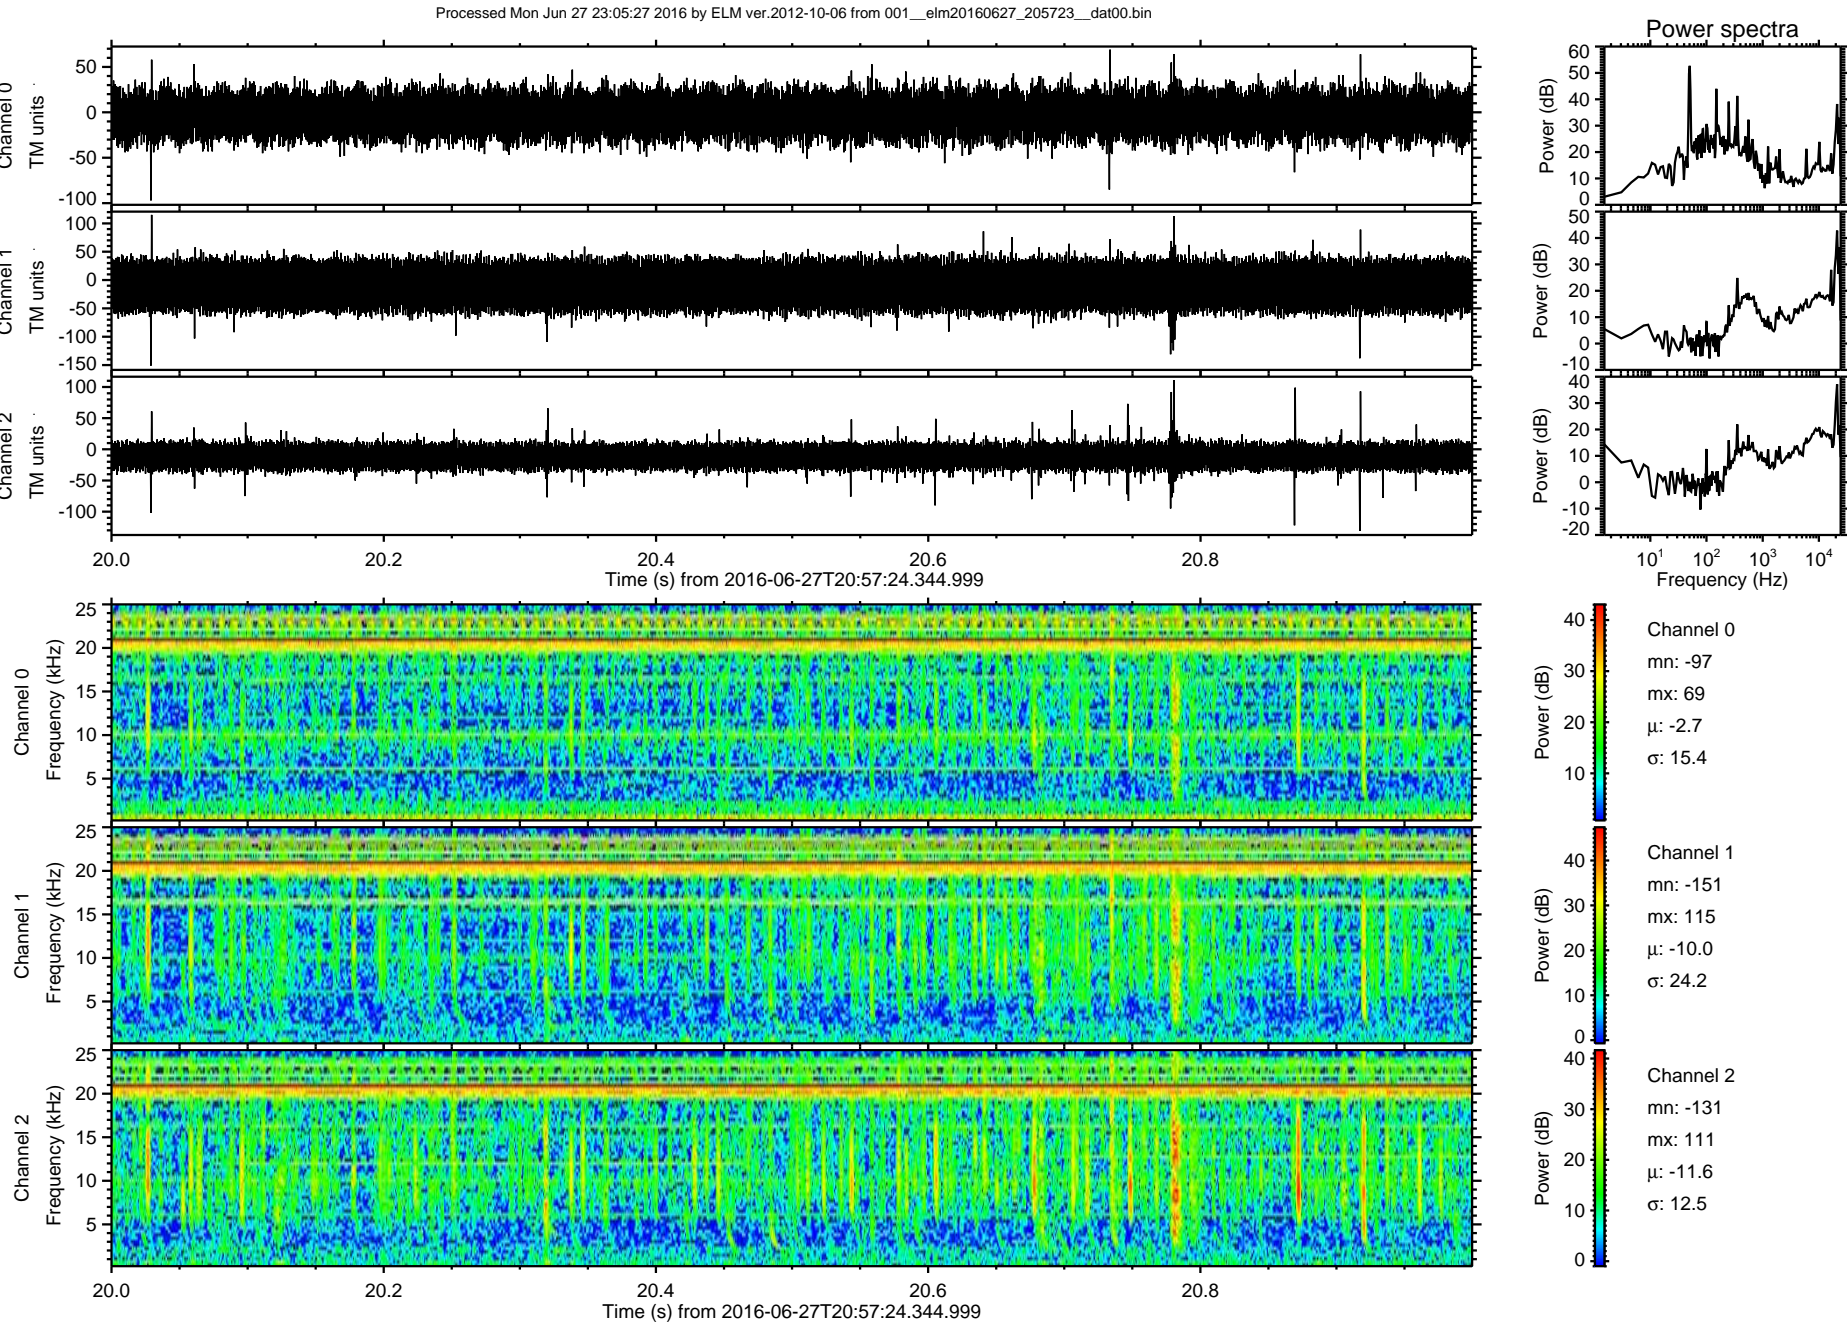 Processed Mon Jun 27 23:05:27 2016 by ELM ver.2012-10-06 from 001__elm20160627_205723__dat00.bin
Power spectra
Channel 0
TM units
50
0
-50
-100
Power (dB)
60
50
40
30
20
10
0
Channel 1
TM units
100
50
0
-50
-100
-150
Power (dB)
50
40
30
20
10
0
-10
Channel 2
TM units
100
50
0
-50
-100
Power (dB)
40
30
20
10
0
-10
-20
20.0 20.2 20.4 20.6 20.8
Time (s) from 2016-06-27T20:57:24.344.999
10^1 10^2 10^3 10^4
Frequency (Hz)
Channel 0
Frequency (kHz)
25
20
15
10
5
Power (dB)
40
30
20
10
Channel 0
mn: -97
mx: 69
μ: -2.7
σ: 15.4
Channel 1
Frequency (kHz)
25
20
15
10
5
Power (dB)
40
30
20
10
0
Channel 1
mn: -151
mx: 115
μ: -10.0
σ: 24.2
Channel 2
Frequency (kHz)
25
20
15
10
5
Power (dB)
40
30
20
10
0
Channel 2
mn: -131
mx: 111
μ: -11.6
σ: 12.5
20.0 20.2 20.4 20.6 20.8
Time (s) from 2016-06-27T20:57:24.344.999